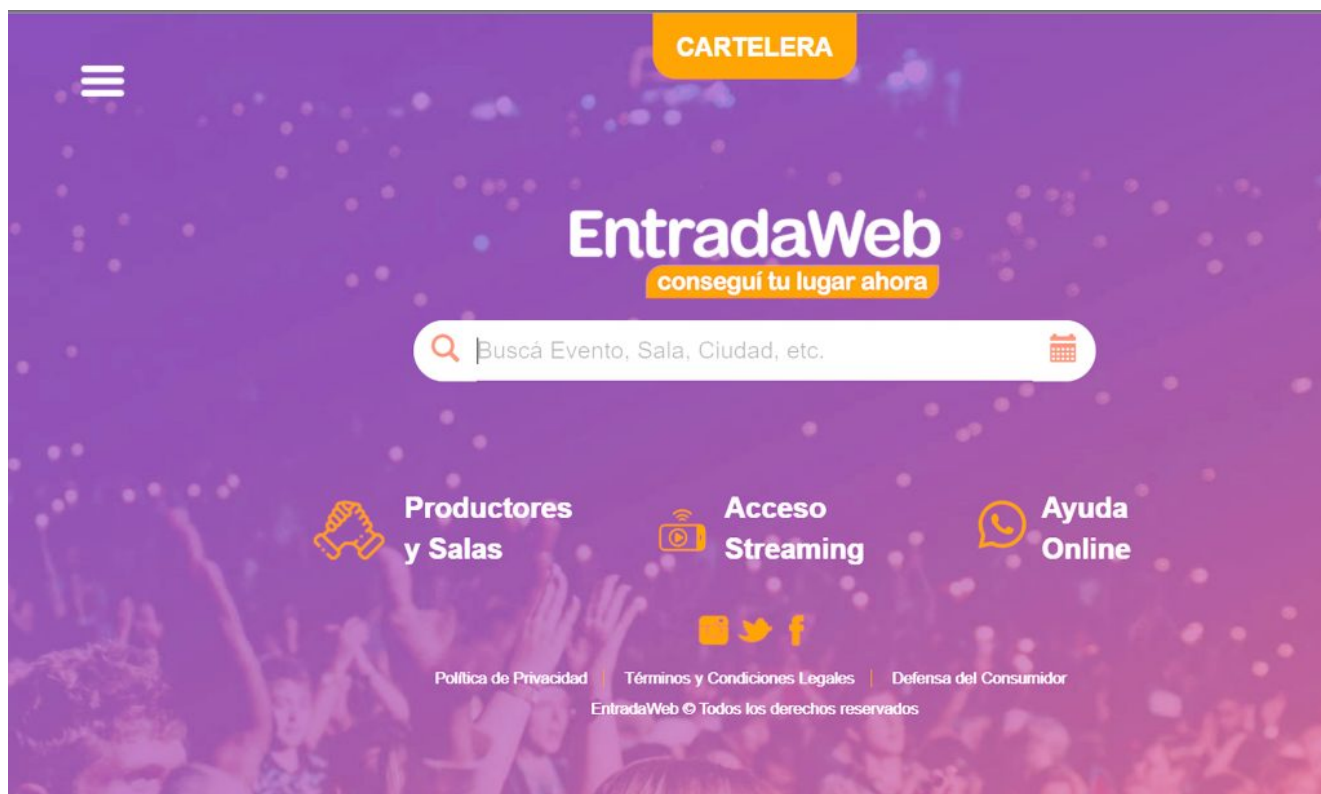 CARTELERA
EntradaWeb
conseguí tu lugar ahora
Buscá Evento, Sala, Ciudad, etc.
Productores
y Salas
Acceso
Streaming
Ayuda
Online
Política de Privacidad | Términos y Condiciones Legales | Defensa del Consumidor
EntradaWeb © Todos los derechos reservados